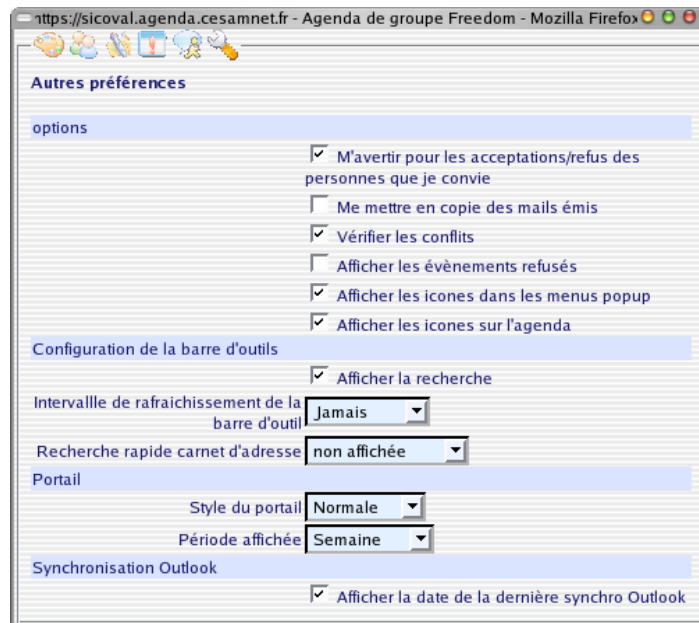 https://sicoval.agenda.cesamnet.fr - Agenda de groupe Freedom - Mozilla Firefox
Autres préférences
options
M'avertir pour les acceptations/refus des
personnes que je convie
Me mettre en copie des mails émis
Vérifier les conflits
Afficher les évènements refusés
Afficher les icones dans les menus popup
Afficher les icones sur l'agenda
Configuration de la barre d'outils
Afficher la recherche
Intervallle de rafraichissement de la
barre d'outil
Jamais
Recherche rapide carnet d'adresse non affichée
Portail
Style du portail Normale
Période affichée Semaine
Synchronisation Outlook
Afficher la date de la dernière synchro Outlook